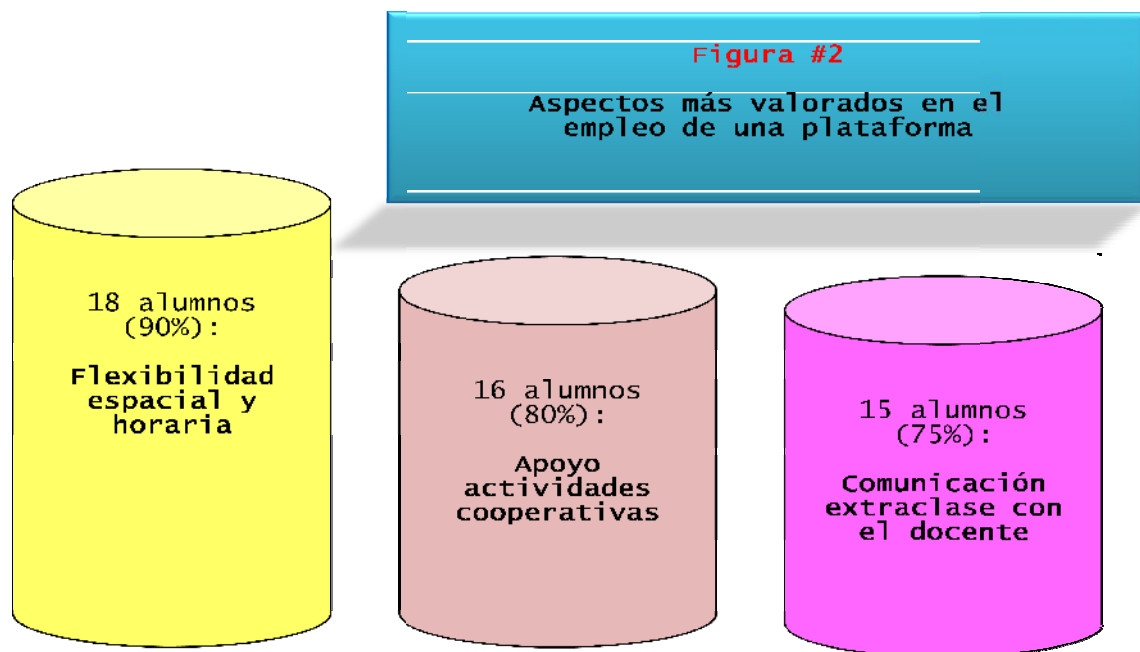 Figura #2
Aspectos más valorados en el
empleo de una plataforma
18 alumnos
(90%):
Flexibilidad
espacial y
horaria
16 alumnos
(80%):
Apoyo
actividades
cooperativas
15 alumnos
(75%):
Comunicación
extraclase con
el docente